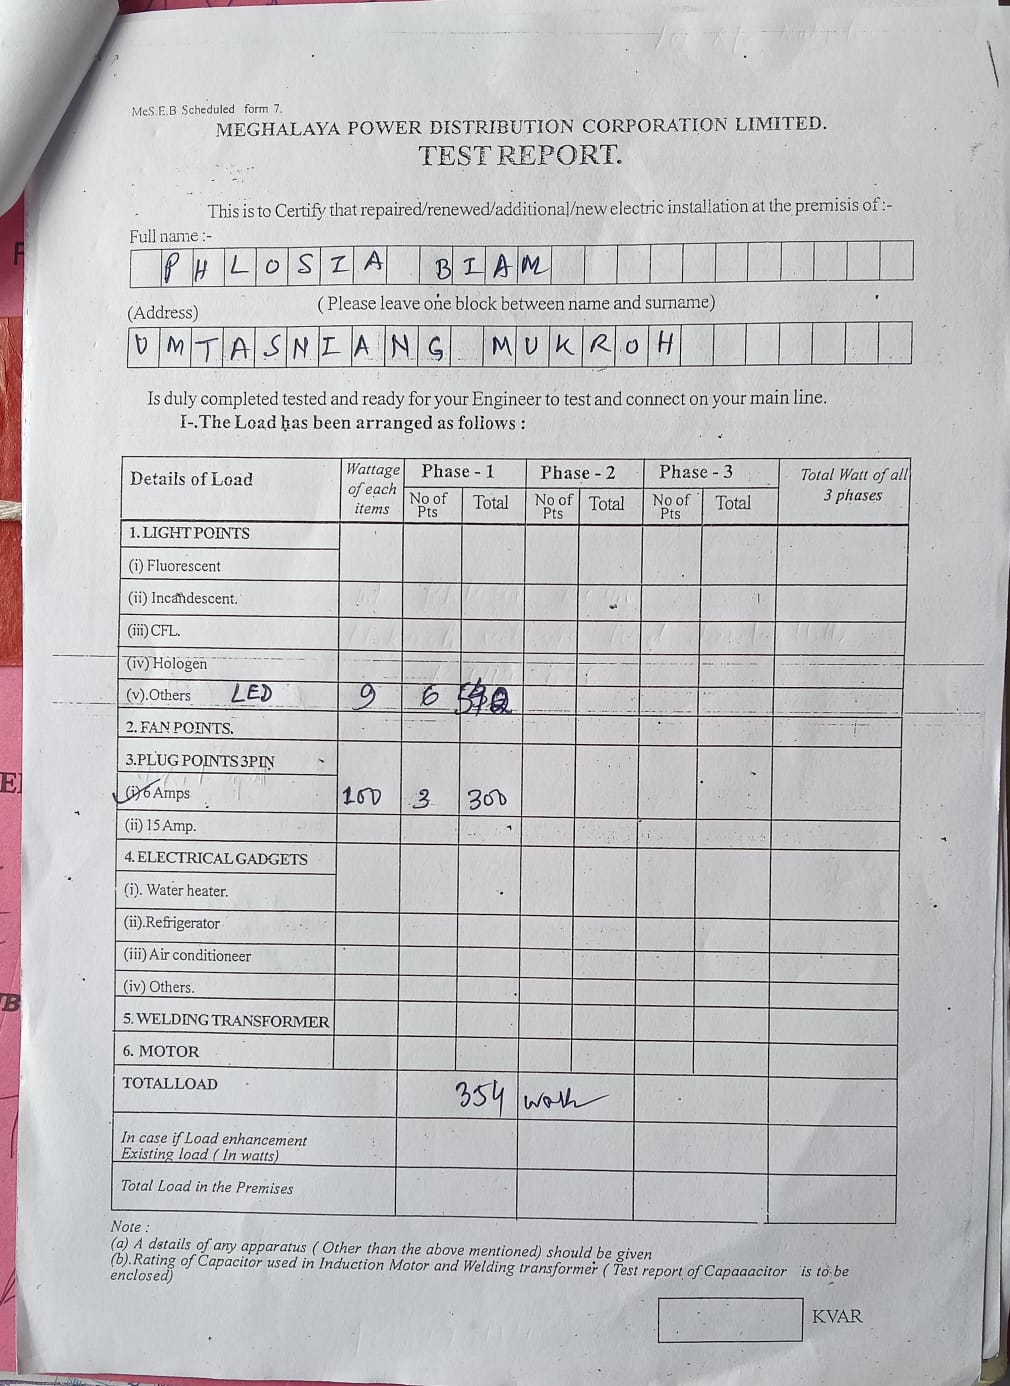 MeS.E.B Scheduled form 7.
MEGHALAYA POWER DISTRIBUTION CORPORATION LIMITED.
TEST REPORT.
This is to Certify that repaired/renewed/additional/new electric installation at the premisis of :-
Full name :-
PHLOSIA BIAM
(Address) ( Please leave one block between name and surname)
UMTASNIANG MUKROH
Is duly completed tested and ready for your Engineer to test and connect on your main line.
I-.The Load has been arranged as follows :
Details of Load Wattage of each items Phase - 1 Phase - 2 Phase - 3 Total Watt of all 3 phases
No of Pts Total No of Pts Total No of Pts Total
1. LIGHT POINTS
(i) Fluorescent
(ii) Incandescent.
(iii) CFL.
(iv) Hologen
(v).Others LED 9 6
2. FAN POINTS.
3.PLUG POINTS 3PIN
(i) 6 Amps 100 3 300
(ii) 15 Amp.
4. ELECTRICAL GADGETS
(i). Water heater.
(ii).Refrigerator
(iii) Air conditioneer
(iv) Others.
5. WELDING TRANSFORMER
6. MOTOR
TOTAL LOAD 354
In case if Load enhancement
Existing load ( In watts)
Total Load in the Premises
Note :
(a) A details of any apparatus ( Other than the above mentioned) should be given
(b).Rating of Capacitor used in Induction Motor and Welding transformer ( Test report of Capaaacitor is to be
enclosed)
KVAR